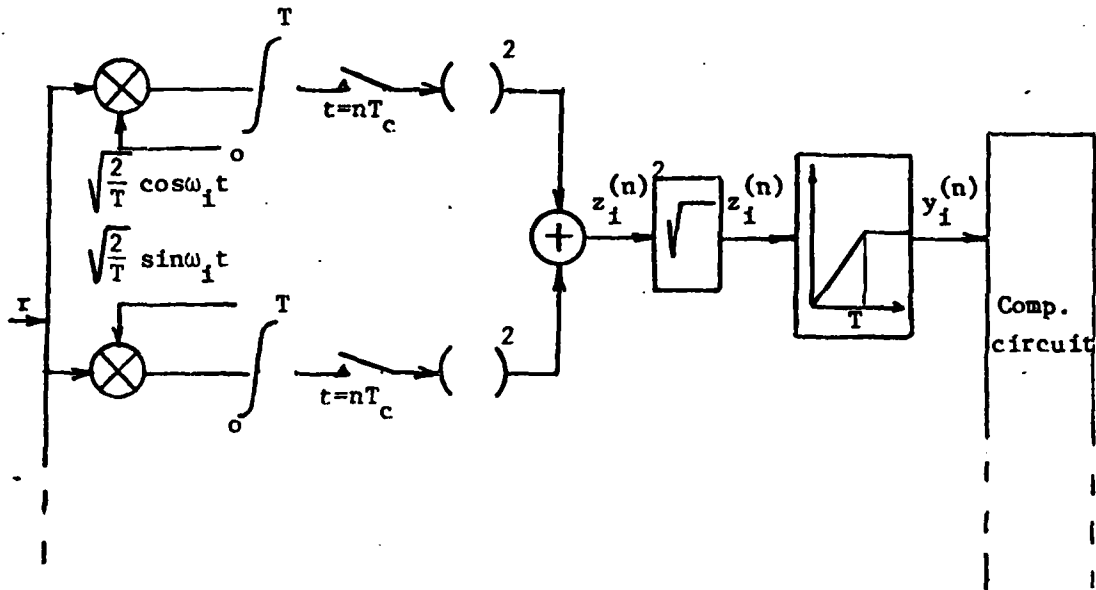 T
∫
o
t=nT_c
( )²
√(2/T) cosω_i t
√(2/T) sinω_i t
r
T
∫
o
t=nT_c
( )²
+
z_i^(n)²
√
z_i^(n)
T
y_i^(n)
Comp.
circuit